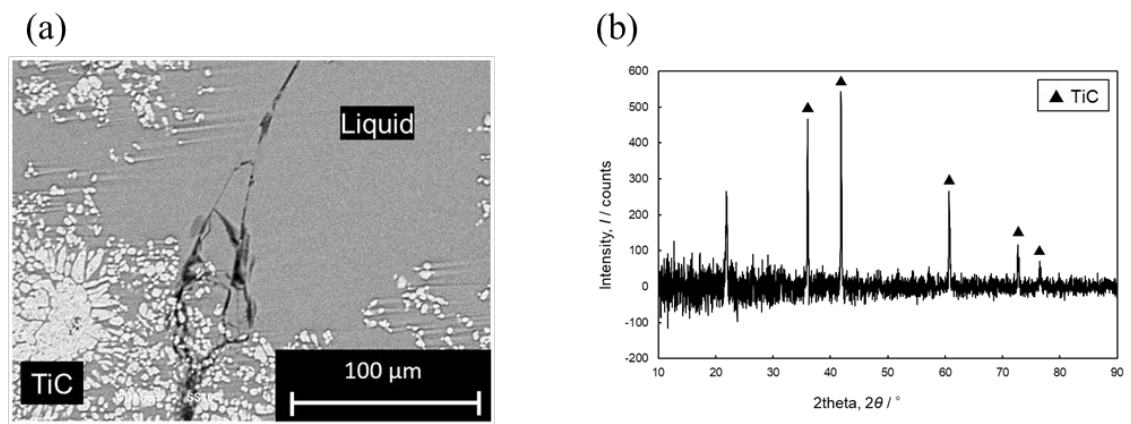 (a)
Liquid
TiC
100 µm
(b)
Intensity, I // counts
600
500
400
300
200
100
0
-100
-200
▲ TiC
10 20 30 40 50 60 70 80 90
2theta, 2θ / °